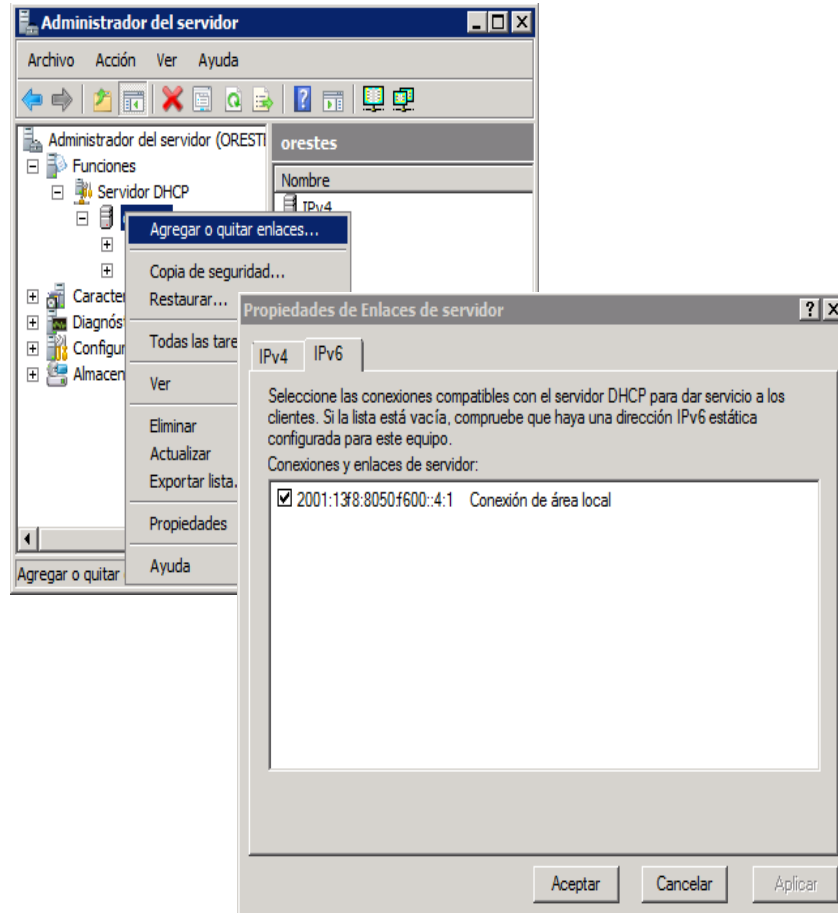 Administrador del servidor
Archivo Acción Ver Ayuda
Administrador del servidor (ORESTE
orestes
Funciones
Nombre
Servidor DHCP
IPv4
Agregar o quitar enlaces...
Copia de seguridad...
Restaurar...
Todas las tare
Ver
Eliminar
Actualizar
Exportar lista.
Propiedades
Ayuda
Caracter
Diagnós
Configur
Almacen
Agregar o quitar
Propiedades de Enlaces de servidor
IPv4 IPv6
Seleccione las conexiones compatibles con el servidor DHCP para dar servicio a los
clientes. Si la lista está vacía, compruebe que haya una dirección IPv6 estática
configurada para este equipo.
Conexiones y enlaces de servidor:
2001:13f8:8050:f600::4:1 Conexión de área local
Aceptar Cancelar Aplicar